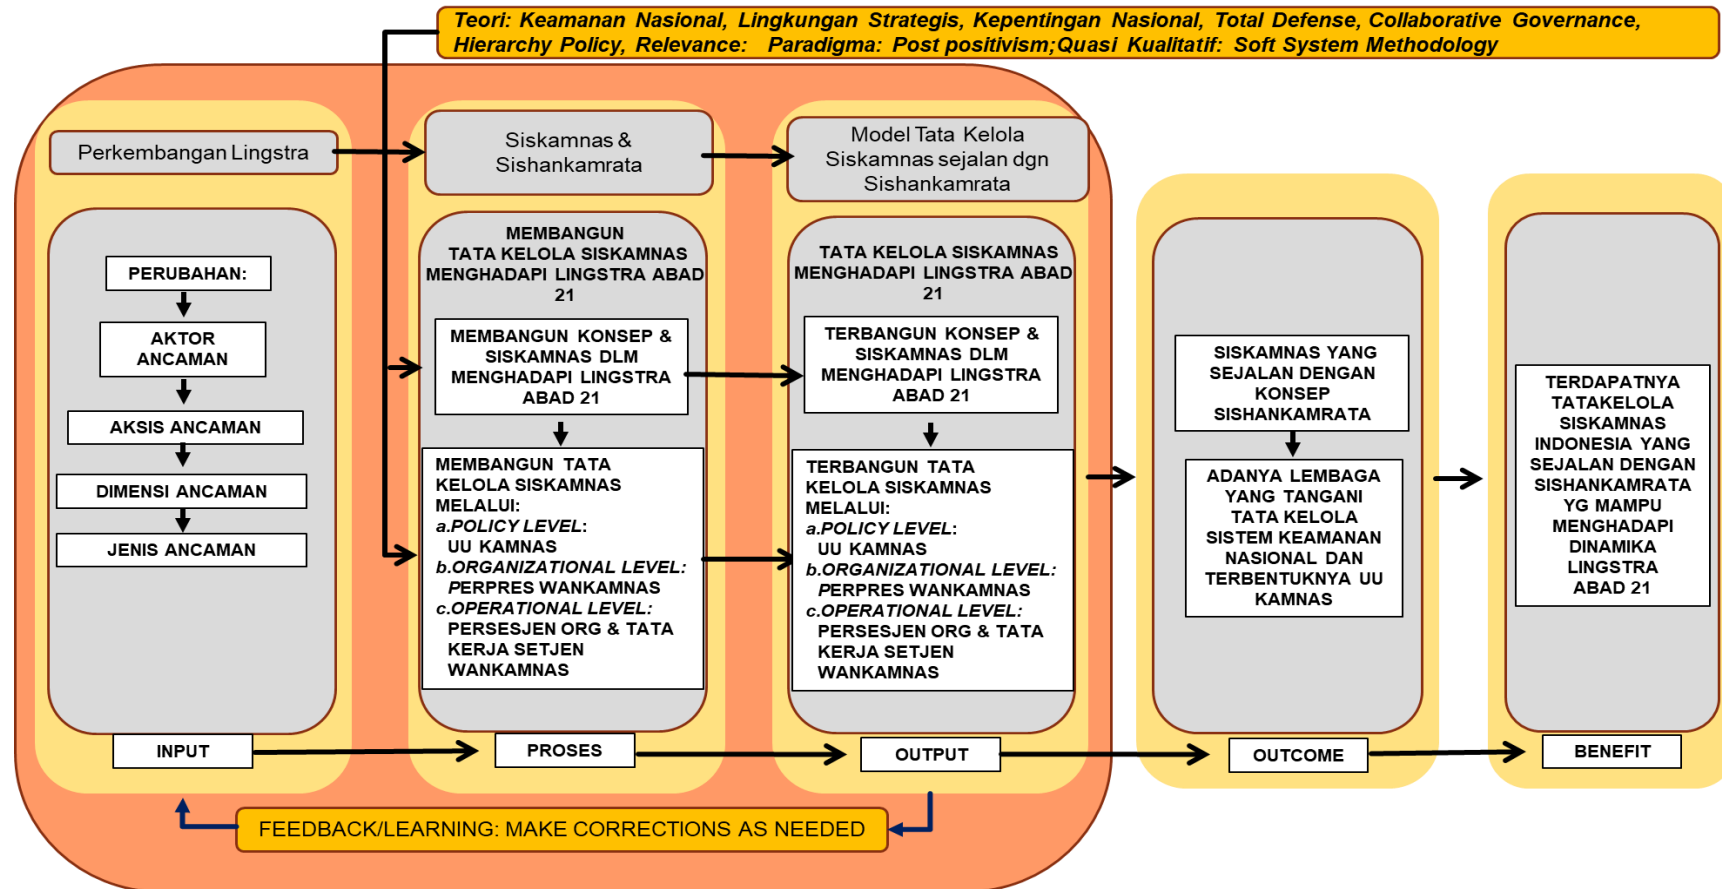 Teori: Keamanan Nasional, Lingkungan Strategis, Kepentingan Nasional, Total Defense, Collaborative Governance,
Hierarchy Policy, Relevance: Paradigma: Post positivism;Quasi Kualitatif: Soft System Methodology
Perkembangan Lingstra
Siskamnas &
Sishankamrata
Model Tata Kelola
Siskamnas sejalan dgn
Sishankamrata
PERUBAHAN:
AKTOR
ANCAMAN
AKSIS ANCAMAN
DIMENSI ANCAMAN
JENIS ANCAMAN
MEMBANGUN
TATA KELOLA SISKAMNAS
MENGHADAPI LINGSTRA ABAD
21
MEMBANGUN KONSEP &
SISKAMNAS DLM
MENGHADAPI LINGSTRA
ABAD 21
MEMBANGUN TATA
KELOLA SISKAMNAS
MELALUI:
a.POLICY LEVEL:
UU KAMNAS
b.ORGANIZATIONAL LEVEL:
PERPRES WANKAMNAS
c.OPERATIONAL LEVEL:
PERSESJEN ORG & TATA
KERJA SETJEN
WANKAMNAS
TATA KELOLA SISKAMNAS
MENGHADAPI LINGSTRA ABAD
21
TERBANGUN KONSEP &
SISKAMNAS DLM
MENGHADAPI LINGSTRA
ABAD 21
TERBANGUN TATA
KELOLA SISKAMNAS
MELALUI:
a.POLICY LEVEL:
UU KAMNAS
b.ORGANIZATIONAL LEVEL:
PERPRES WANKAMNAS
c.OPERATIONAL LEVEL:
PERSESJEN ORG & TATA
KERJA SETJEN
WANKAMNAS
SISKAMNAS YANG
SEJALAN DENGAN
KONSEP
SISHANKAMRATA
ADANYA LEMBAGA
YANG TANGANI
TATA KELOLA
SISTEM KEAMANAN
NASIONAL DAN
TERBENTUKNYA UU
KAMNAS
TERDAPATNYA
TATAKELOLA
SISKAMNAS
INDONESIA YANG
SEJALAN DENGAN
SISHANKAMRATA
YG MAMPU
MENGHADAPI
DINAMIKA
LINGSTRA
ABAD 21
INPUT
PROSES
OUTPUT
OUTCOME
BENEFIT
FEEDBACK/LEARNING: MAKE CORRECTIONS AS NEEDED